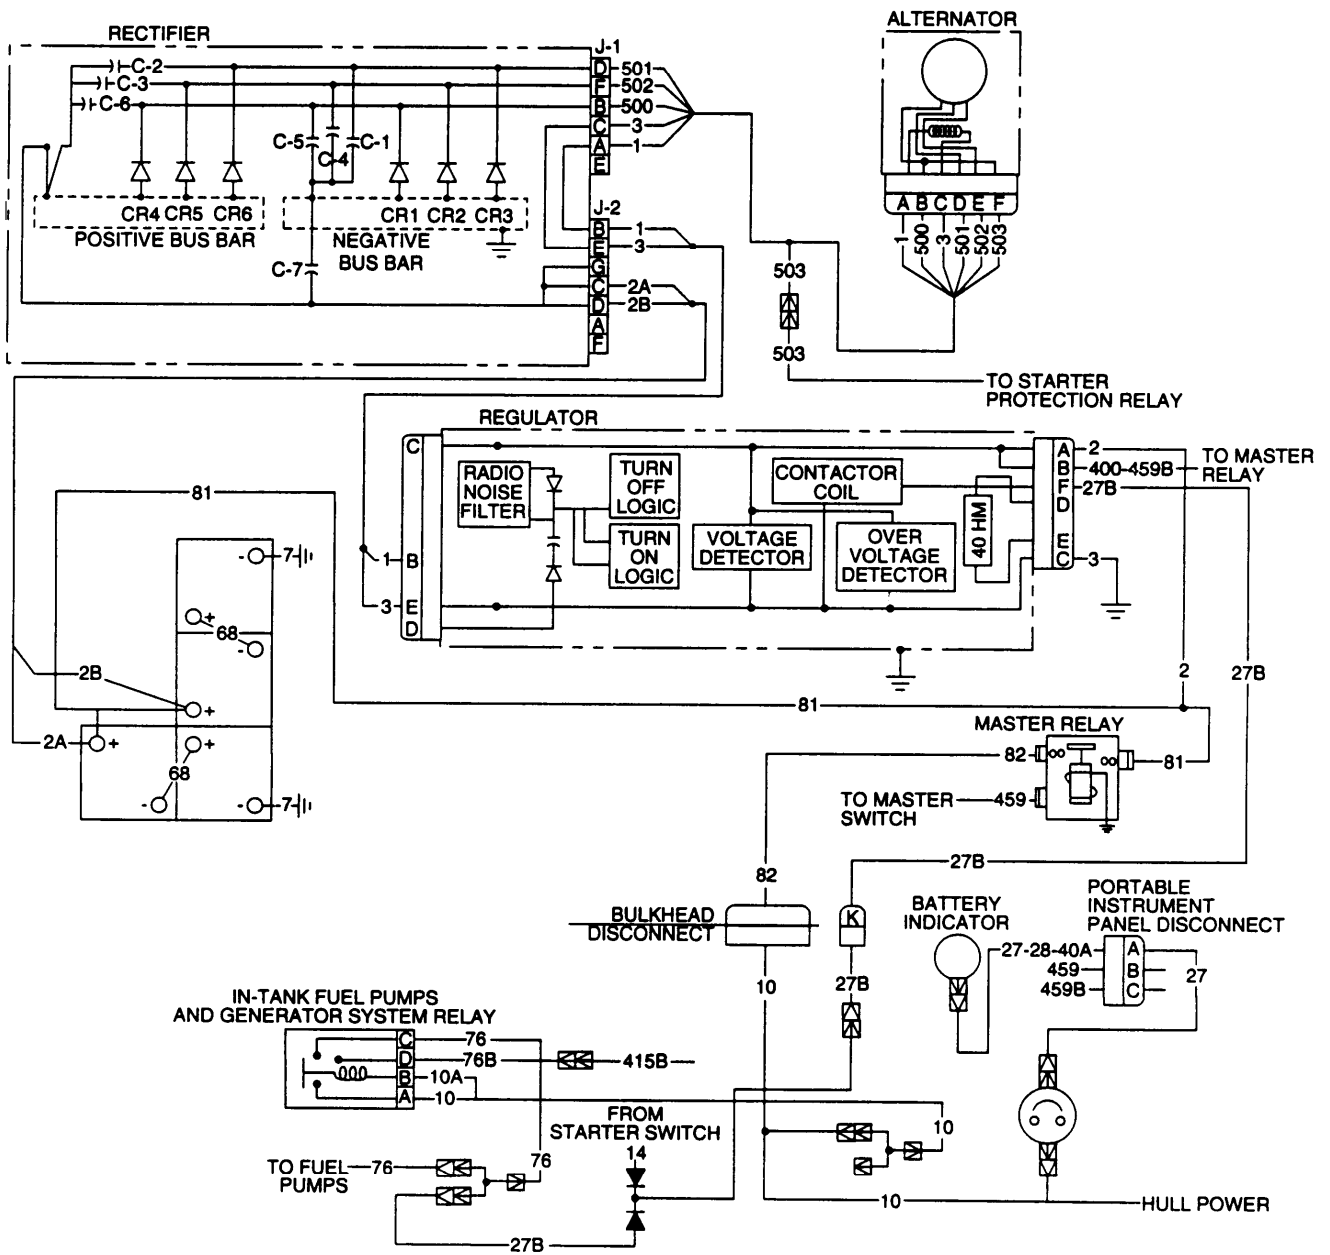 RECTIFIER
ALTERNATOR
J-1
C-2
C-3
C-6
D 501
F 502
B 500
C 3
A 1
E
C-5
C-4
C-1
CR4 CR5 CR6
POSITIVE BUS BAR
CR1 CR2 CR3
NEGATIVE
BUS BAR
C-7
J-2
B 1
E 3
G
C 2A
D 2B
A
F
A B C D E F
1 500 3 501 502 503
503
503
TO STARTER
PROTECTION RELAY
REGULATOR
C
1 B
3 E
D
RADIO
NOISE
FILTER
TURN
OFF
LOGIC
TURN
ON
LOGIC
CONTACTOR
COIL
VOLTAGE
DETECTOR
OVER
VOLTAGE
DETECTOR
40 HM
A 2
B 400-459B
F 27B
D
E
C 3
TO MASTER
RELAY
81
- 7
+
68
-
2B
+
2A +
+
68
-
- 7
81
2
27B
MASTER RELAY
82
81
TO MASTER
SWITCH
459
27B
82
BULKHEAD
DISCONNECT
K
BATTERY
INDICATOR
PORTABLE
INSTRUMENT
PANEL DISCONNECT
27-28-40A A
459 B
459B C
27
10
27B
IN-TANK FUEL PUMPS
AND GENERATOR SYSTEM RELAY
C 76
D 76B
415B
B 10A
A 10
FROM
STARTER SWITCH
14
10
TO FUEL
PUMPS
76
76
27B
10
HULL POWER